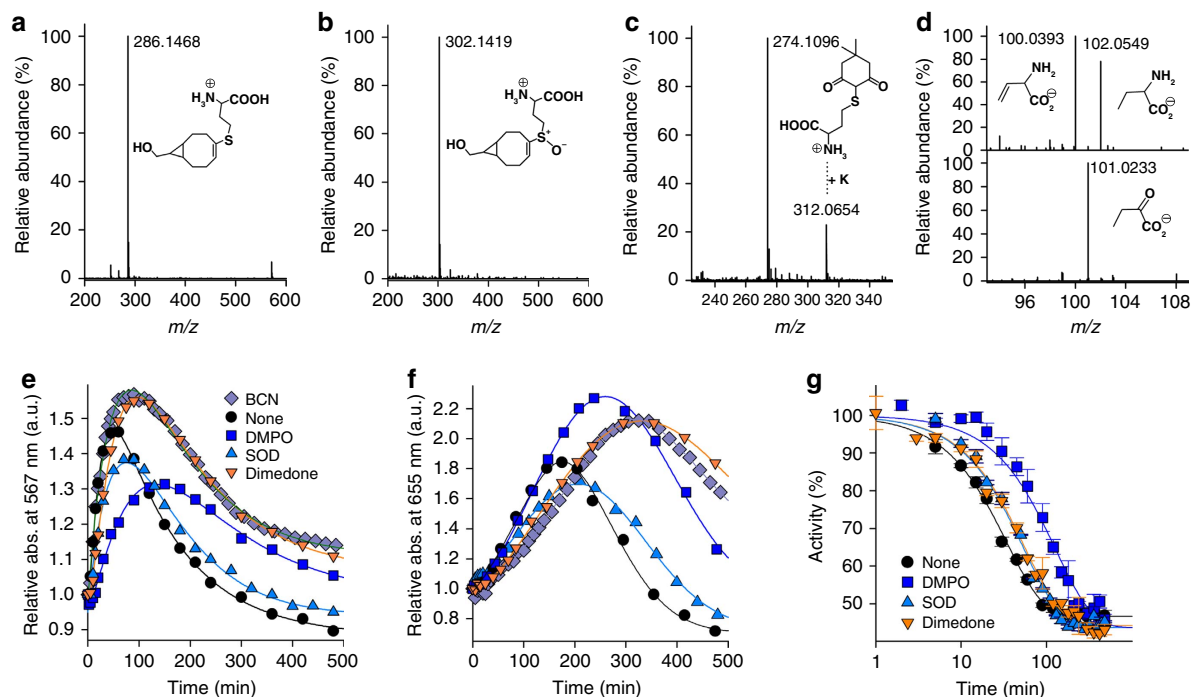 a
Relative abundance (%)
100
80
60
40
20
0
286.1468
⊕
H3N
COOH
HO
S
200
300
400
500
600
m/z
b
Relative abundance (%)
100
80
60
40
20
0
302.1419
⊕
H3N
COOH
HO
S+
O−
200
300
400
500
600
m/z
c
Relative abundance (%)
100
80
60
40
20
0
274.1096
O
O
S
HOOC
⊕
NH3
+ K
312.0654
240
260
280
300
320
340
m/z
d
Relative abundance (%)
100
80
60
40
20
0
100.0393
102.0549
NH2
CO2⊖
NH2
CO2⊖
100
80
60
40
20
0
101.0233
O
CO2⊖
96
100
104
108
m/z
e
Relative abs. at 567 nm (a.u.)
1.5
1.4
1.3
1.2
1.1
1.0
0.9
BCN
None
DMPO
SOD
Dimedone
0
100
200
300
400
500
Time (min)
f
Relative abs. at 655 nm (a.u.)
2.2
2.0
1.8
1.6
1.4
1.2
1.0
0.8
0
100
200
300
400
500
Time (min)
g
Activity (%)
100
90
80
70
60
50
None
DMPO
SOD
Dimedone
1
10
100
Time (min)